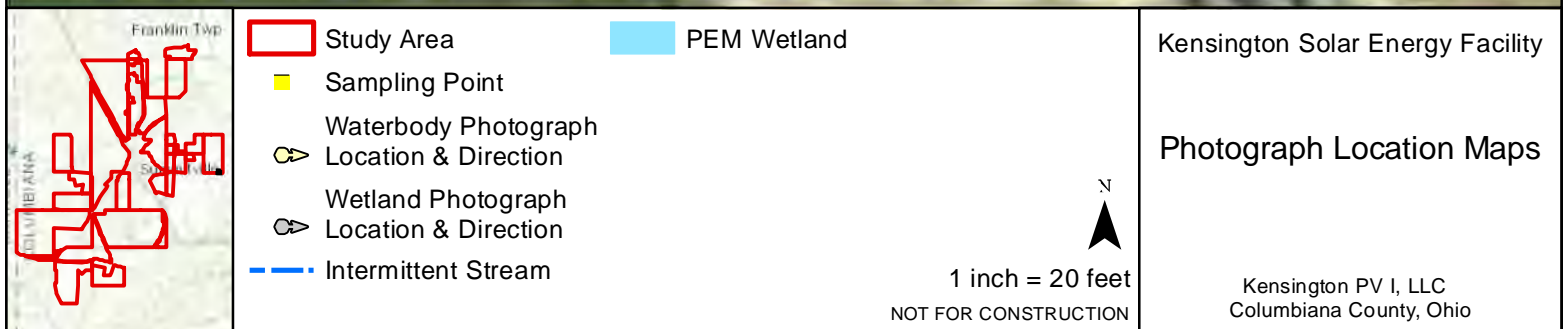 Franklin Twp
COLUMBIANA
Study Area
PEM Wetland
Sampling Point
Waterbody Photograph
Location & Direction
Wetland Photograph
Location & Direction
Intermittent Stream
N
1 inch = 20 feet
NOT FOR CONSTRUCTION
Kensington Solar Energy Facility
Photograph Location Maps
Kensington PV I, LLC
Columbiana County, Ohio